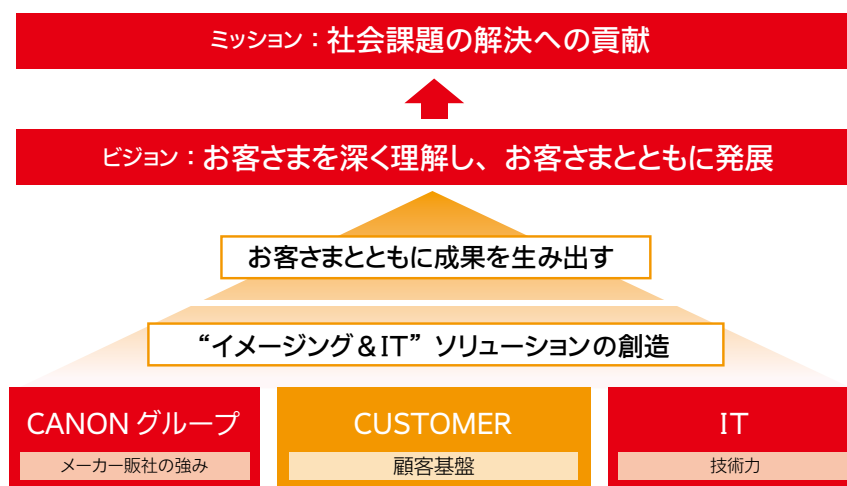 ミッション：社会課題の解決への貢献
ビジョン：お客さまを深く理解し、お客さまとともに発展
お客さまとともに成果を生み出す
“イメージング＆IT” ソリューションの創造
CANON グループ
メーカー販社の強み
CUSTOMER
顧客基盤
IT
技術力